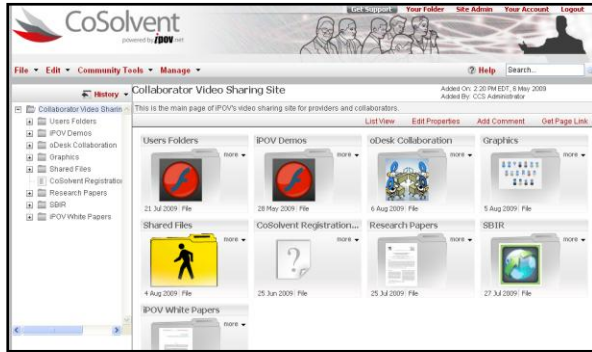 CoSolvent
powered by ipov.net
Get Support Your Folder Site Admin Your Account Logout
File Edit Community Tools Manage
Help Search...
History
Collaborator Video Sharin
Users Folders
iPOV Demos
oDesk Collaboration
Graphics
Shared Files
CoSolvent Registration
Research Papers
SBIR
iPOV White Papers
Collaborator Video Sharing Site
Added On: 2:20 PM EDT, 8 May 2009
Added By: CCS Administrator
This is the main page of iPOV's video sharing site for providers and collaborators.
List View Edit Properties Add Comment Get Page Link
Users Folders iPOV Demos oDesk Collaboration Graphics
more more more more
21 Jul 2009 File 28 May 2009 File 6 Aug 2009 File 5 Aug 2009 File
Shared Files CoSolvent Registration... Research Papers SBIR
more more more more
4 Aug 2009 File 25 Jun 2009 File 25 Jul 2009 File 27 Jul 2009 File
iPOV White Papers
more